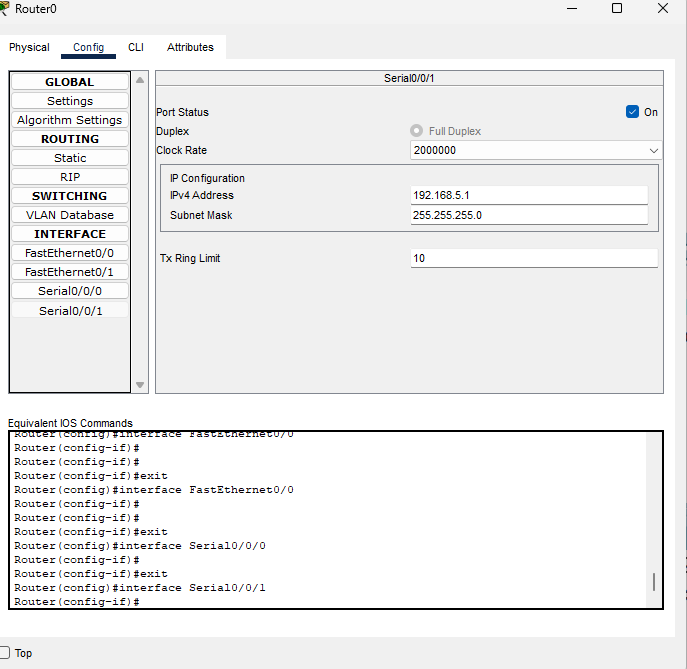 Router0
Physical Config CLI Attributes
GLOBAL
Settings
Algorithm Settings
ROUTING
Static
RIP
SWITCHING
VLAN Database
INTERFACE
FastEthernet0/0
FastEthernet0/1
Serial0/0/0
Serial0/0/1
Serial0/0/1
Port Status On
Duplex Full Duplex
Clock Rate 2000000
IP Configuration
IPv4 Address 192.168.5.1
Subnet Mask 255.255.255.0
Tx Ring Limit 10
Equivalent IOS Commands
Router(config)#interface FastEthernet0/0
Router(config-if)#
Router(config-if)#
Router(config-if)#exit
Router(config)#interface FastEthernet0/0
Router(config-if)#
Router(config-if)#
Router(config-if)#exit
Router(config)#interface Serial0/0/0
Router(config-if)#
Router(config-if)#exit
Router(config)#interface Serial0/0/1
Router(config-if)#
Top